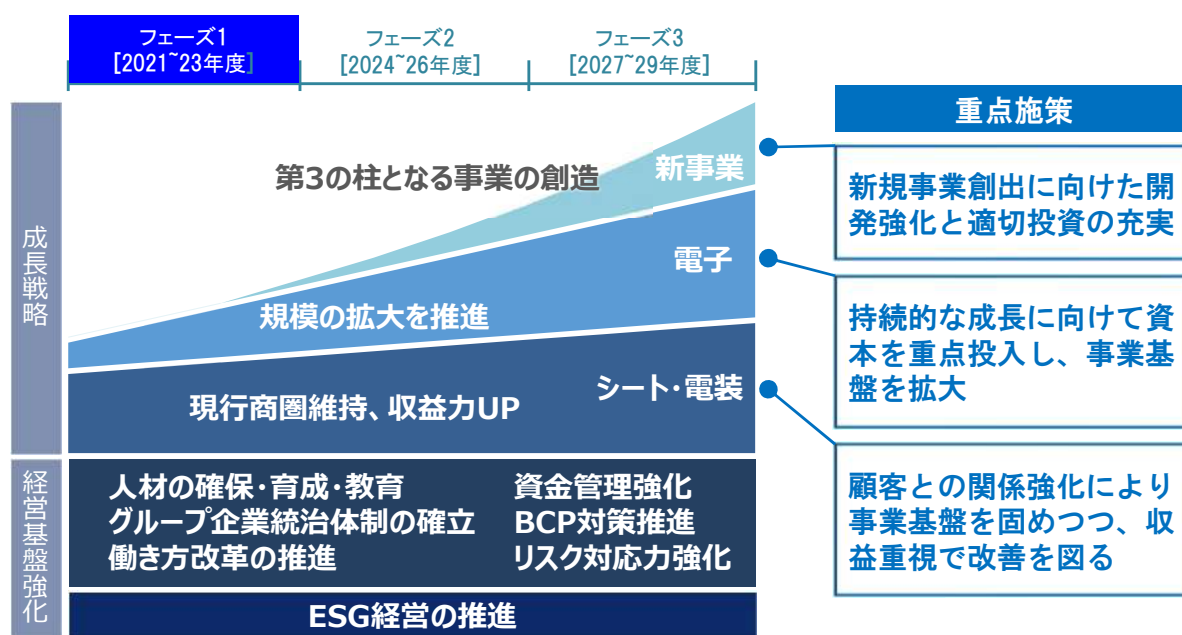 フェーズ1
[2021~23年度]
フェーズ2
[2024~26年度]
フェーズ3
[2027~29年度]
成長戦略
第3の柱となる事業の創造
新事業
電子
規模の拡大を推進
シート・電装
現行商圏維持、収益力UP
経営基盤強化
人材の確保・育成・教育
グループ企業統治体制の確立
働き方改革の推進
資金管理強化
BCP対策推進
リスク対応力強化
ESG経営の推進
重点施策
新規事業創出に向けた開
発強化と適切投資の充実
持続的な成長に向けて資
本を重点投入し、事業基
盤を拡大
顧客との関係強化により
事業基盤を固めつつ、収
益重視で改善を図る